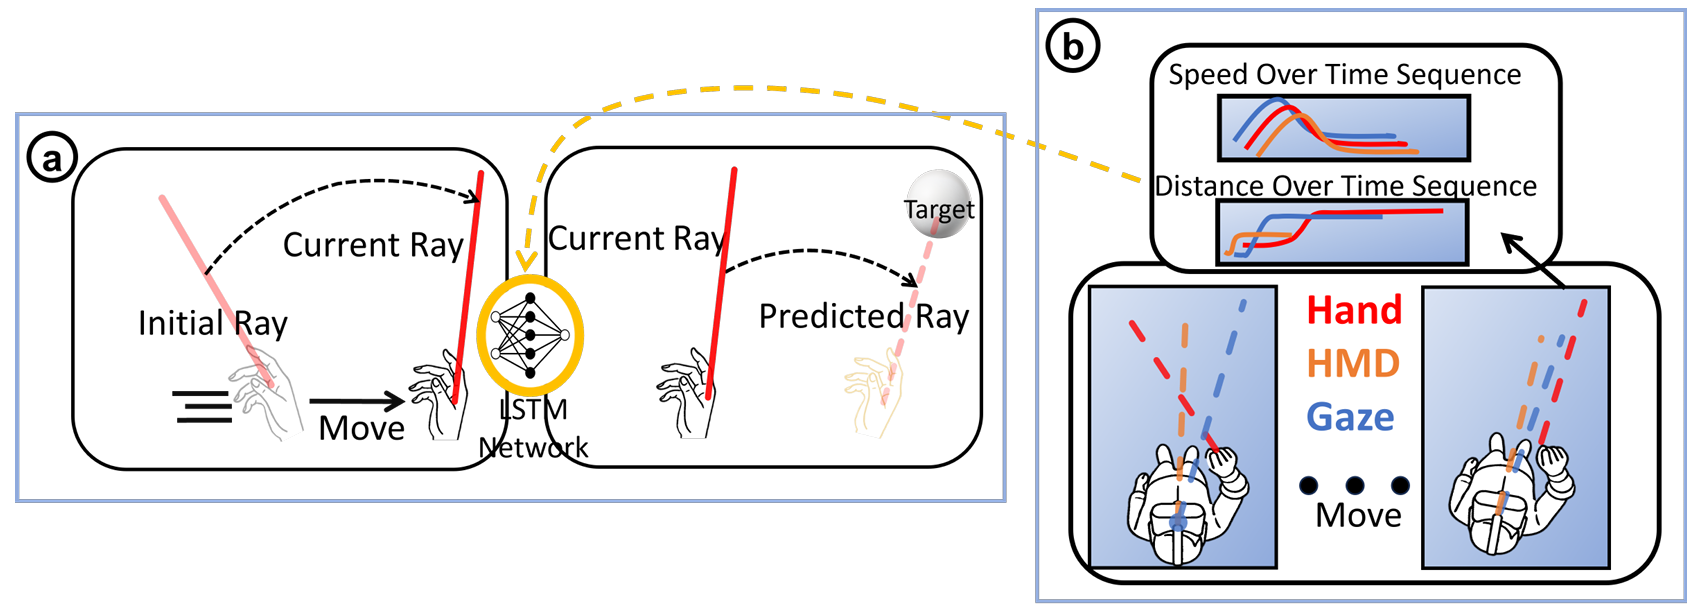 a
Initial Ray
Current Ray
Move
LSTM
Network
Current Ray
Predicted Ray
Target
b
Speed Over Time Sequence
Distance Over Time Sequence
Hand
HMD
Gaze
Move